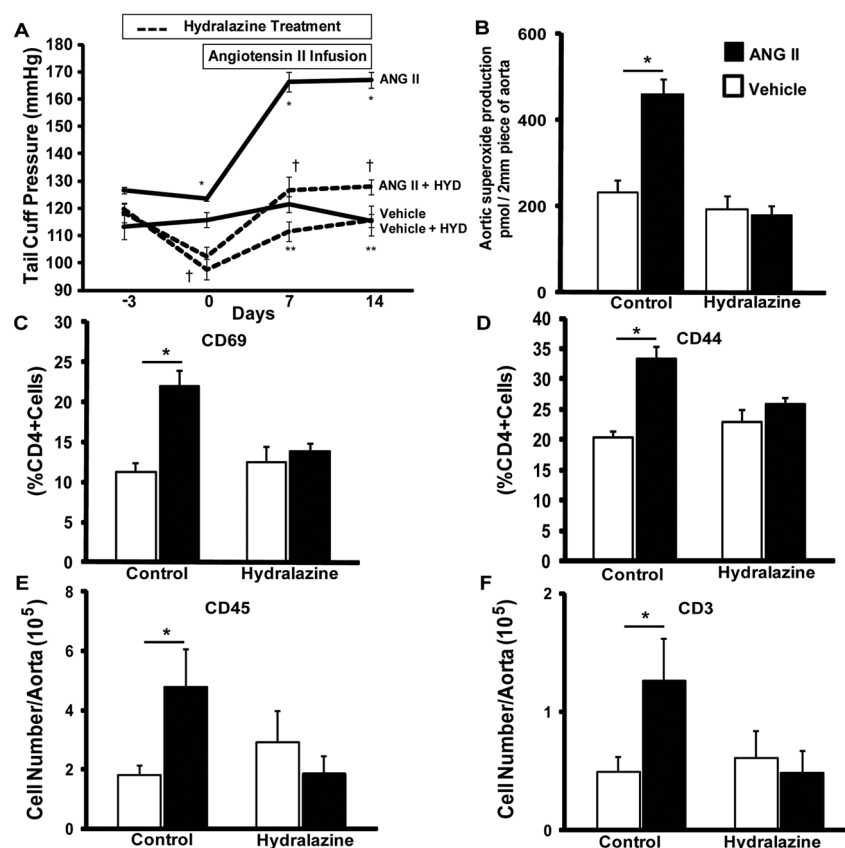 A
Hydralazine Treatment
Angiotensin II Infusion
Tail Cuff Pressure (mmHg)
180
170
160
150
140
130
120
110
100
90
ANG II
*
*
*
†
†
ANG II + HYD
Vehicle
Vehicle + HYD
†
**
**
-3
0
7
14
Days
B
Aortic superoxide production
pmol / 2mm piece of aorta
600
400
200
0
*
ANG II
Vehicle
Control
Hydralazine
C
CD69
(%CD4+Cells)
30
25
20
15
10
5
0
*
Control
Hydralazine
D
CD44
(%CD4+Cells)
40
35
30
25
20
15
10
5
0
*
Control
Hydralazine
E
CD45
Cell Number/Aorta (10⁵)
8
6
4
2
0
*
Control
Hydralazine
F
CD3
Cell Number/Aorta (10⁵)
2
1
0
*
Control
Hydralazine